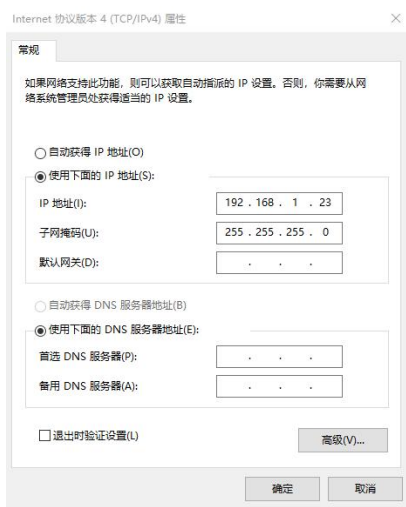 Internet 协议版本 4 (TCP/IPv4) 属性
常规
如果网络支持此功能，则可以获取自动指派的 IP 设置。否则，你需要从网
络系统管理员处获得适当的 IP 设置。
自动获得 IP 地址(O)
使用下面的 IP 地址(S):
IP 地址(I): 192 . 168 . 1 . 23
子网掩码(U): 255 . 255 . 255 . 0
默认网关(D): . . .
自动获得 DNS 服务器地址(B)
使用下面的 DNS 服务器地址(E):
首选 DNS 服务器(P): . . .
备用 DNS 服务器(A): . . .
退出时验证设置(L)
高级(V)...
确定 取消